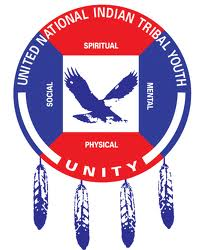 UNITED NATIONAL INDIAN TRIBAL YOUTH
SPIRITUAL
SOCIAL
MENTAL
PHYSICAL
UNITY